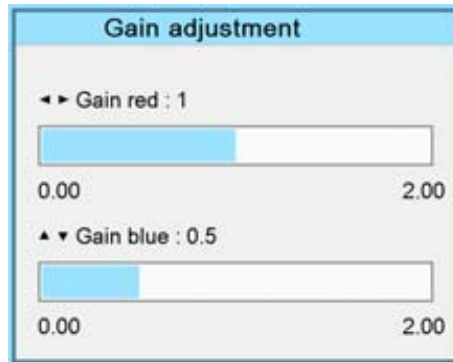 Gain adjustment
◄ ► Gain red : 1
0.00 2.00
▲ ▼ Gain blue : 0.5
0.00 2.00